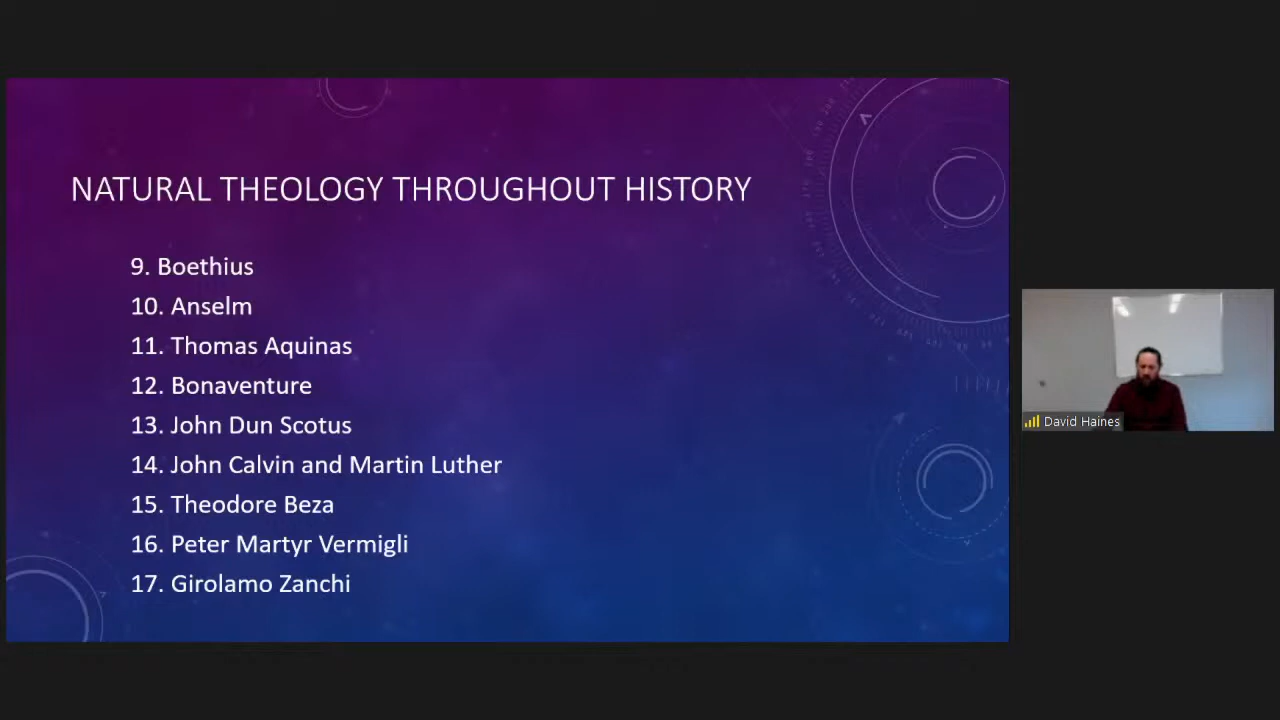 NATURAL THEOLOGY THROUGHOUT HISTORY
9. Boethius
10. Anselm
11. Thomas Aquinas
12. Bonaventure
13. John Dun Scotus
14. John Calvin and Martin Luther
15. Theodore Beza
16. Peter Martyr Vermigli
17. Girolamo Zanchi
David Haines